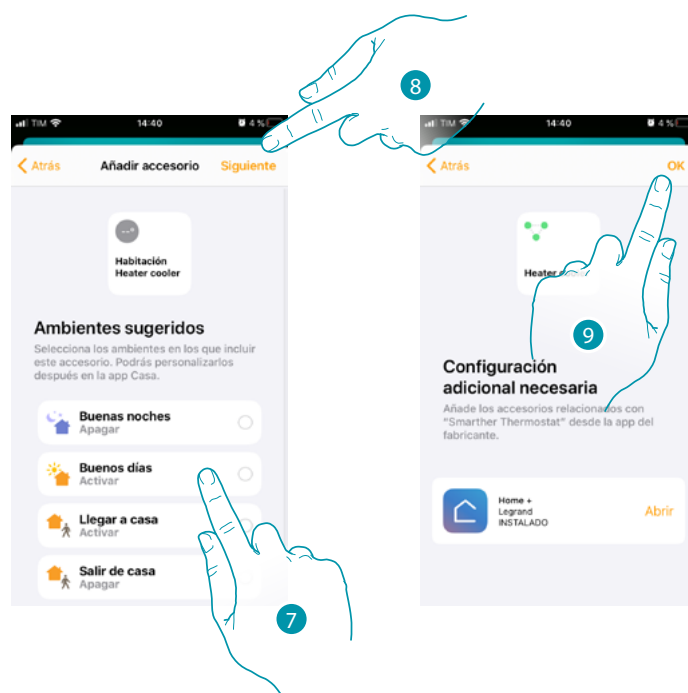 8
TIM 14:40 4 %
Atrás Añadir accesorio Siguiente
--°
Habitación
Heater cooler
Ambientes sugeridos
Selecciona los ambientes en los que incluir
este accesorio. Podrás personalizarlos
después en la app Casa.
Buenas noches
Apagar
Buenos días
Activar
Llegar a casa
Activar
Salir de casa
Apagar
7
TIM 14:40 4 %
Atrás OK
Heater
9
Configuración
adicional necesaria
Añade los accesorios relacionados con
"Smarther Thermostat" desde la app del
fabricante.
Home +
Legrand
INSTALADO
Abrir